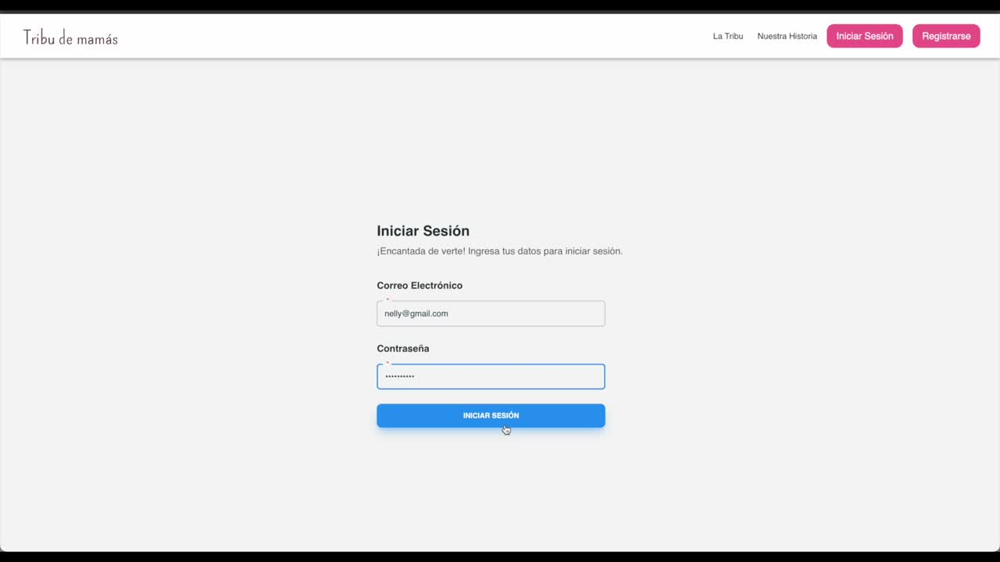 Tribu de mamás
La Tribu Nuestra Historia Iniciar Sesión Registrarse
Iniciar Sesión
¡Encantada de verte! Ingresa tus datos para iniciar sesión.
Correo Electrónico
*
nelly@gmail.com
Contraseña
*
••••••••••
INICIAR SESIÓN